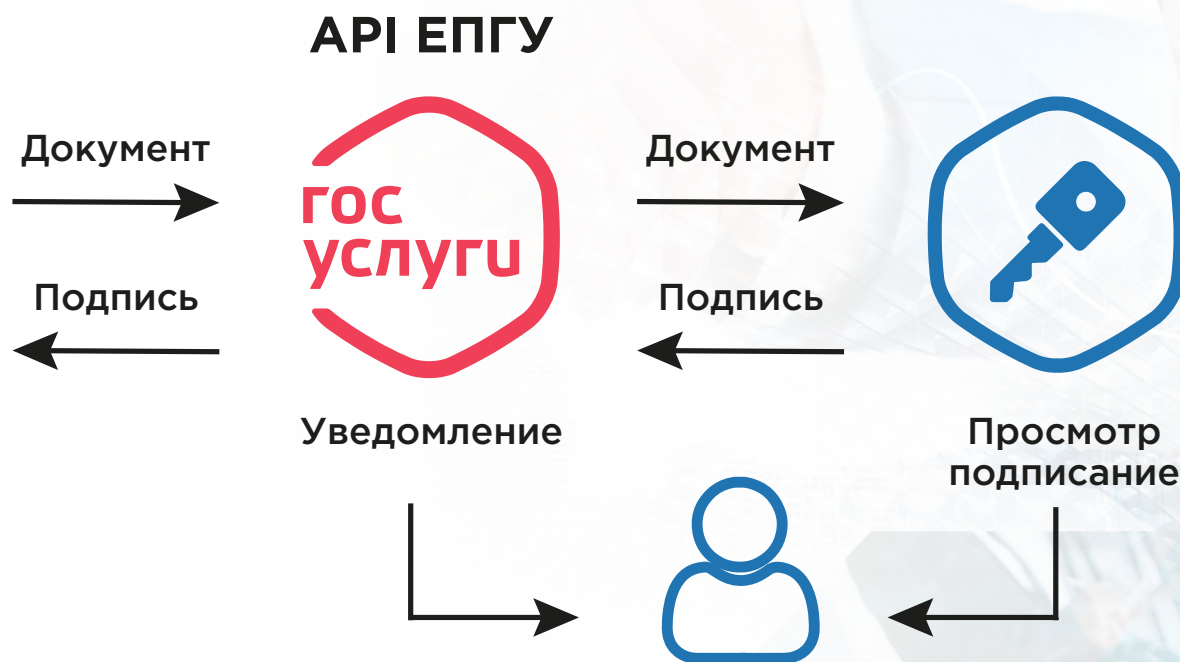 API ЕПГУ
Документ
Документ
гос
услуги
Подпись
Подпись
Уведомление
Просмотр
подписание